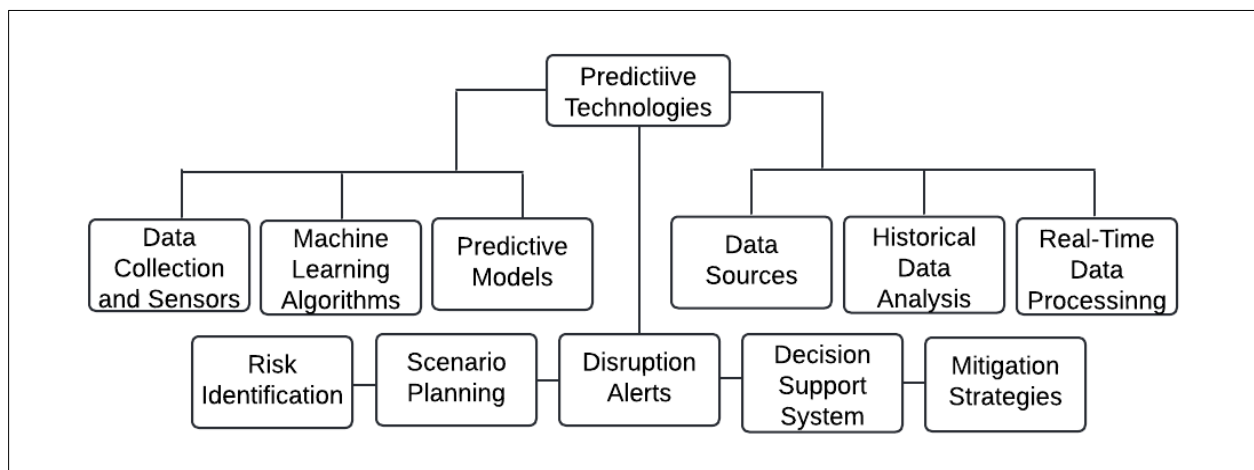 Predictiive
Technologies
Data
Collection
and Sensors
Machine
Learning
Algorithms
Predictive
Models
Data
Sources
Historical
Data
Analysis
Real-Time
Data
Processinng
Risk
Identification
Scenario
Planning
Disruption
Alerts
Decision
Support
System
Mitigation
Strategies